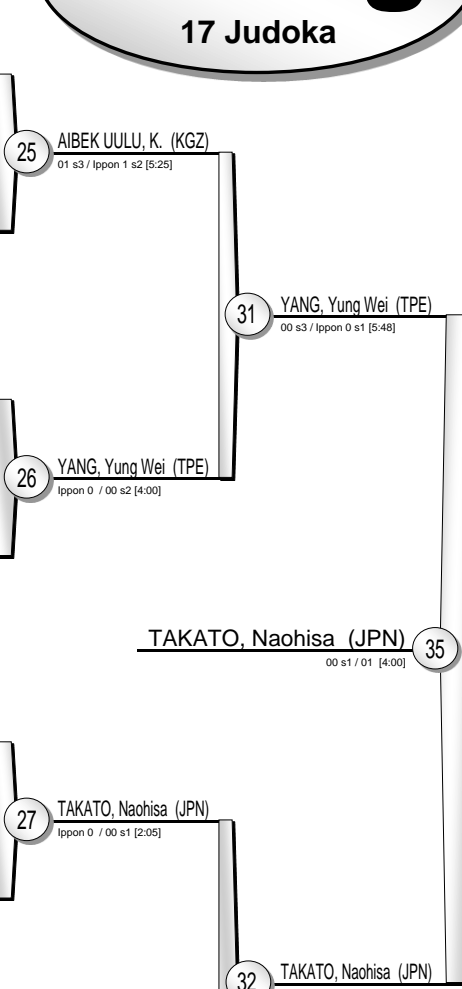 17 Judoka
25
AIBEK UULU, K. (KGZ)
01 s3 / Ippon 1 s2 [5:25]
31
YANG, Yung Wei (TPE)
00 s3 / Ippon 0 s1 [5:48]
26
YANG, Yung Wei (TPE)
Ippon 0 / 00 s2 [4:00]
TAKATO, Naohisa (JPN)
35
00 s1 / 01 [4:00]
27
TAKATO, Naohisa (JPN)
Ippon 0 / 00 s1 [2:05]
32
TAKATO, Naohisa (JPN)